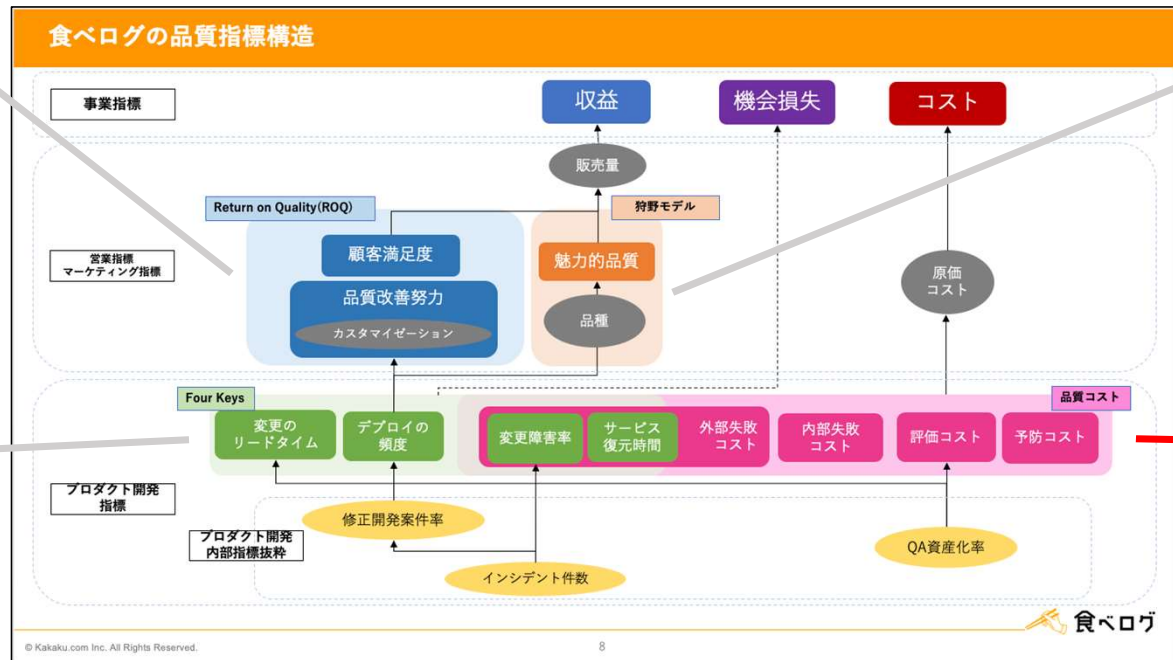 食べログの品質指標構造
事業指標
収益
機会損失
コスト
販売量
Return on Quality(ROQ)
狩野モデル
営業指標
マーケティング指標
顧客満足度
魅力的品質
品質改善努力
カスタマイゼーション
品種
原価
コスト
Four Keys
品質コスト
変更の
リードタイム
デプロイの
頻度
変更障害率
サービス
復元時間
外部失敗
コスト
内部失敗
コスト
評価コスト
予防コスト
プロダクト開発
指標
プロダクト開発
内部指標抜粋
修正開発案件率
QA資産化率
インシデント件数
食べログ
© Kakaku.com Inc. All Rights Reserved.
8